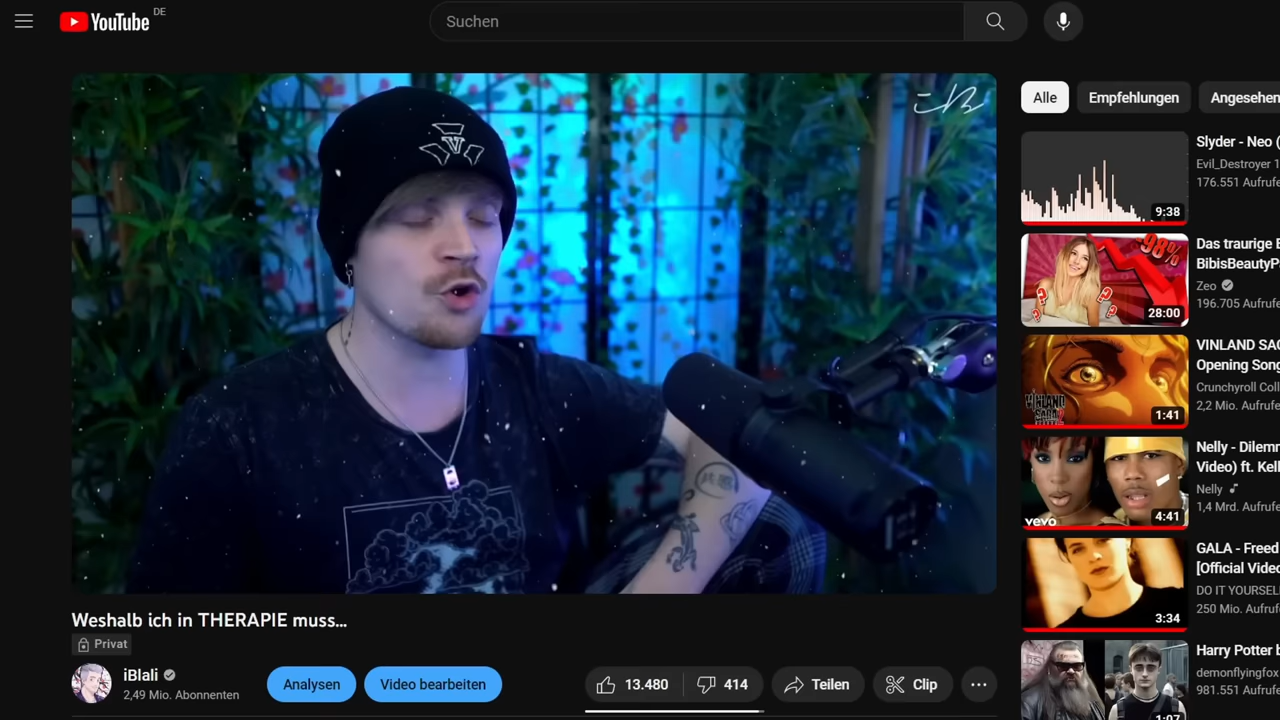 YouTube DE
Suchen
Alle
Empfehlungen
Angesehen
Slyder - Neo (
Evil_Destroyer 1
176.551 Aufrufe
9:38
Das traurige E
BibisBeautyP
Zeo
196.705 Aufrufe
-98%
28:00
VINLAND SAG
Opening Song
Crunchyroll Coll
2,2 Mio. Aufrufe
VINLAND
SAGA
1:41
Nelly - Dilemm
Video) ft. Kell
Nelly
1,4 Mrd. Aufrufe
vevo
4:41
GALA - Freed
[Official Video
DO IT YOURSELF
250 Mio. Aufrufe
3:34
Harry Potter b
demonflyingfox
981.551 Aufrufe
1:07
Weshalb ich in THERAPIE muss...
Privat
iBlali
2,49 Mio. Abonnenten
Analysen
Video bearbeiten
13.480
414
Teilen
Clip